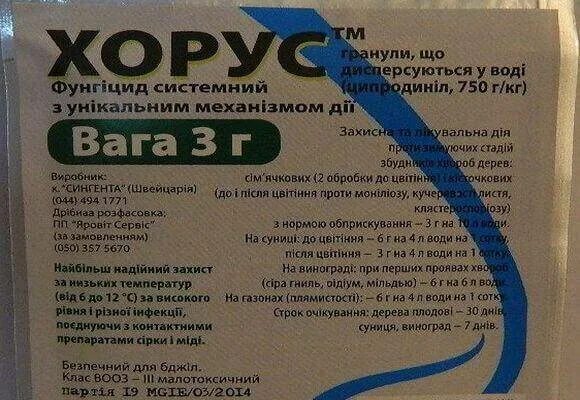 ХОРУС™
гранули, що
диспергуються у воді
(ципродиніл, 750 г/кг)
Фунгіцид системний
з унікальним механізмом дії
Вага 3 г
Виробник:
к. "СИНГЕНТА" (Швейцарія)
(044) 494 1771
Дрібнаа розфасовка:
ПП "Яровіт Сервіс"
(за замовленням)
(050) 357 5670
Найбільш надійний захист
за низьких температур
(від 6 до 12 °С) за високого
рівня і різної інфекції,
поєднуючи з контактними
препаратами сірки і міді.
Безпечний для бджіл.
Клас ВООЗ – III малотоксичний
партія 19 MGIE/03/2014
Захисна та лікувальна дія
проти зимуючих стадій
збудників хвороб дерев:
сім'ячкових (2 обробки до цвітіння) і кісточкових
(до і після цвітіння проти моніліозу, кучерявості листя,
клястероспоріозу)
з нормою обприскування – 3 г на 10 л води.
На суниці: до цвітіння – 6 г на 4 л води на 1 сотку,
після цвітіння – 3 г на 4 л води на 1 сотку.
На винограді: при перших проявах хвороб
(сіра гниль, оїдіум, мільдью) – 6 г на 6 л води.
На газонах (плямистості): – 6 г на 4 л води на 1 сотку.
Строк очікування: дерева плодові – 30 днів,
суниця, виноград – 7 днів.